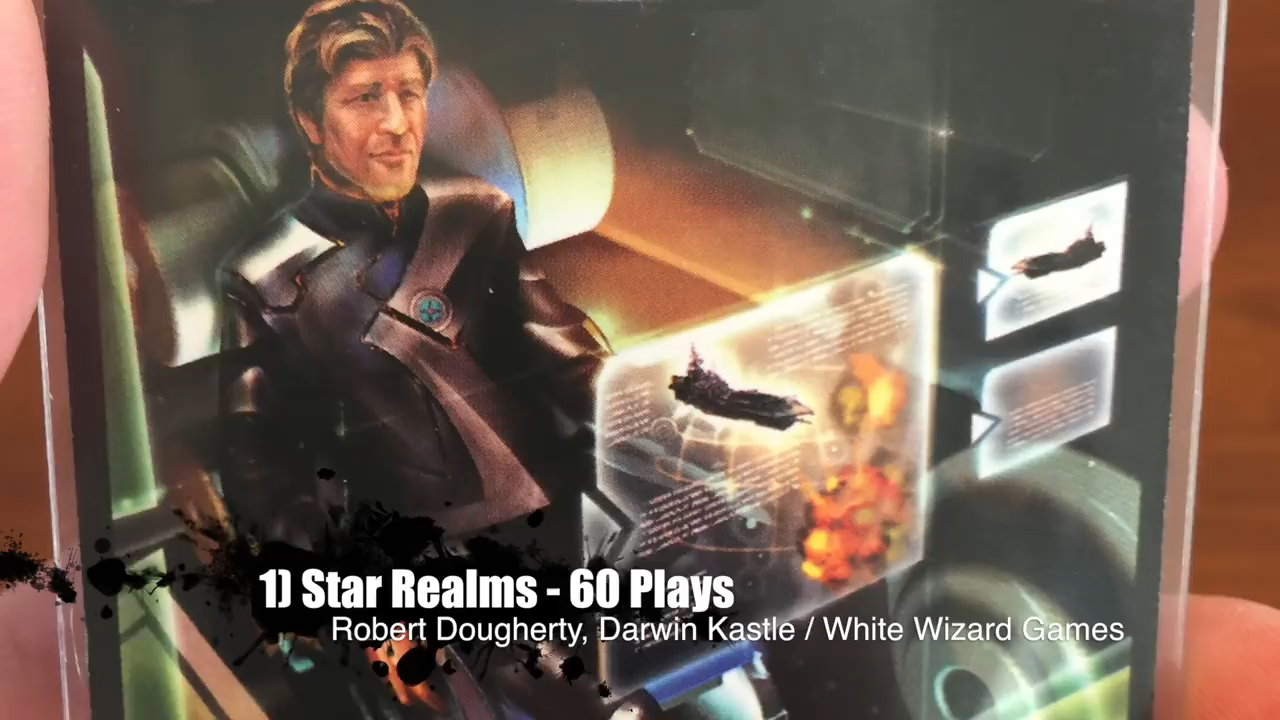 1) Star Realms - 60 Plays
Robert Dougherty, Darwin Kastle / White Wizard Games